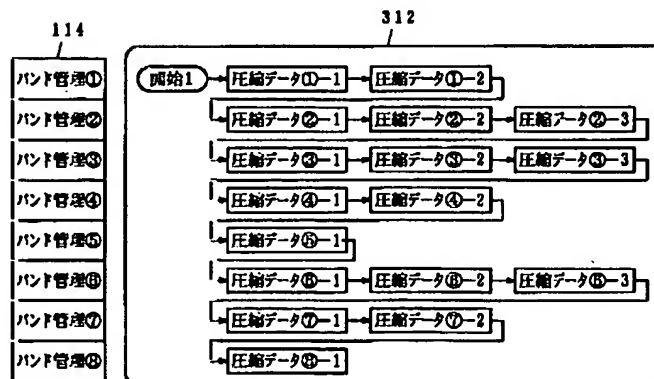 114 312
バンド管理① 開始1 圧縮データ①-1 圧縮データ①-2
バンド管理② 圧縮データ②-1 圧縮データ②-2 圧縮データ②-3
バンド管理③ 圧縮データ③-1 圧縮データ③-2 圧縮データ③-3
バンド管理④ 圧縮データ④-1 圧縮データ④-2
バンド管理⑤ 圧縮データ⑤-1
バンド管理⑥ 圧縮データ⑥-1 圧縮データ⑥-2 圧縮データ⑥-3
バンド管理⑦ 圧縮データ⑦-1 圧縮データ⑦-2
バンド管理⑧ 圧縮データ⑧-1